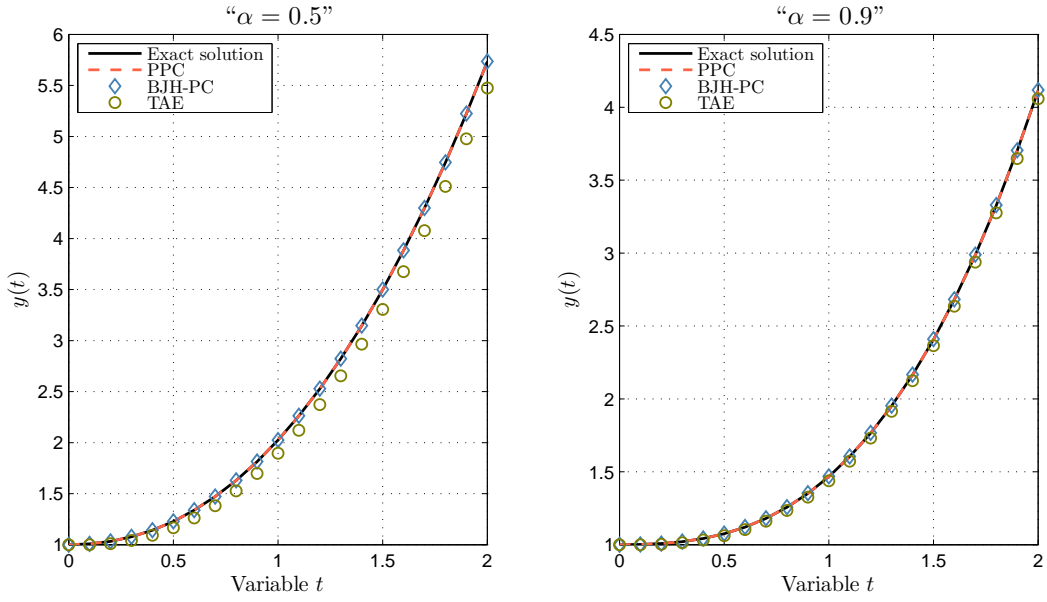 “α = 0.5”
6
5.5
5
4.5
4
3.5
3
2.5
2
1.5
1
0
0.5
1
1.5
2
y(t)
Variable t
Exact solution
PPC
BJH-PC
TAE
“α = 0.9”
4.5
4
3.5
3
2.5
2
1.5
1
0
0.5
1
1.5
2
y(t)
Variable t
Exact solution
PPC
BJH-PC
TAE